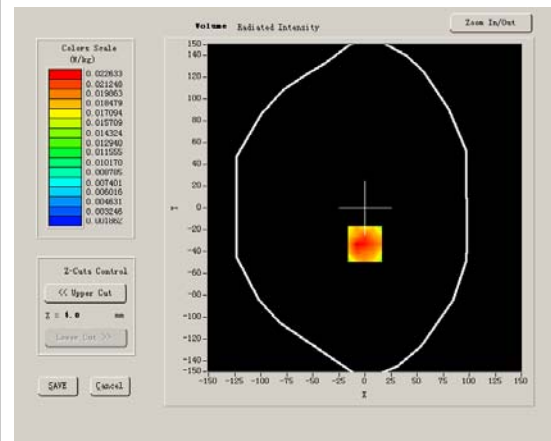 Volume Radiated Intensity
Zoom In/Out
Colors Scale
(W/kg)
0.022633
0.021248
0.019863
0.018479
0.017094
0.015709
0.014324
0.012940
0.011555
0.010170
0.008785
0.007401
0.006016
0.004631
0.003246
0.001862
Z-Cuts Control
<< Upper Cut
Z = 4.0 mm
Lower Cut >>
SAVE
Cancel
150
140
120
100
80
60
40
20
0
-20
-40
-60
-80
-100
-120
-140
-150
Y
-150 -125 -100 -75 -50 -25 0 25 50 75 100 125 150
X